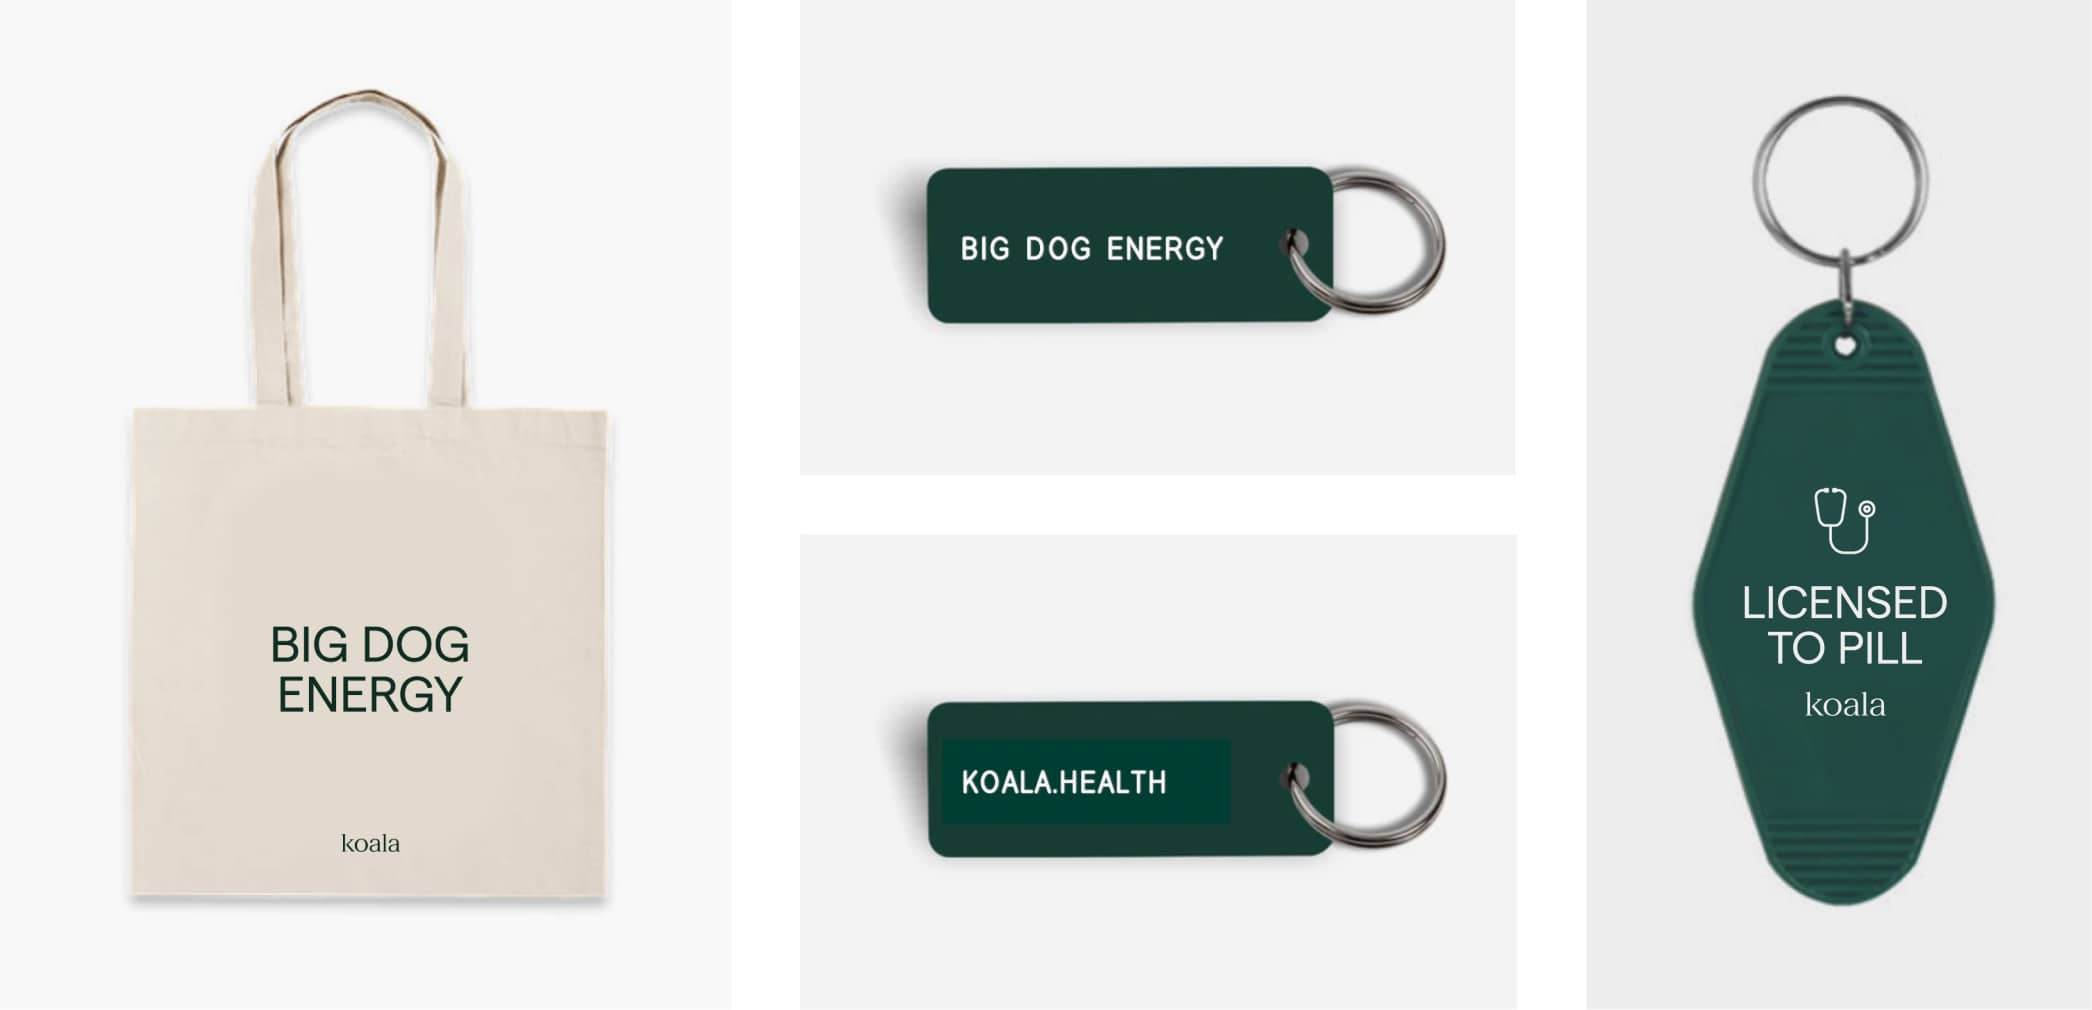 BIG DOG
ENERGY
koala
BIG DOG ENERGY
KOALA.HEALTH
LICENSED
TO PILL
koala